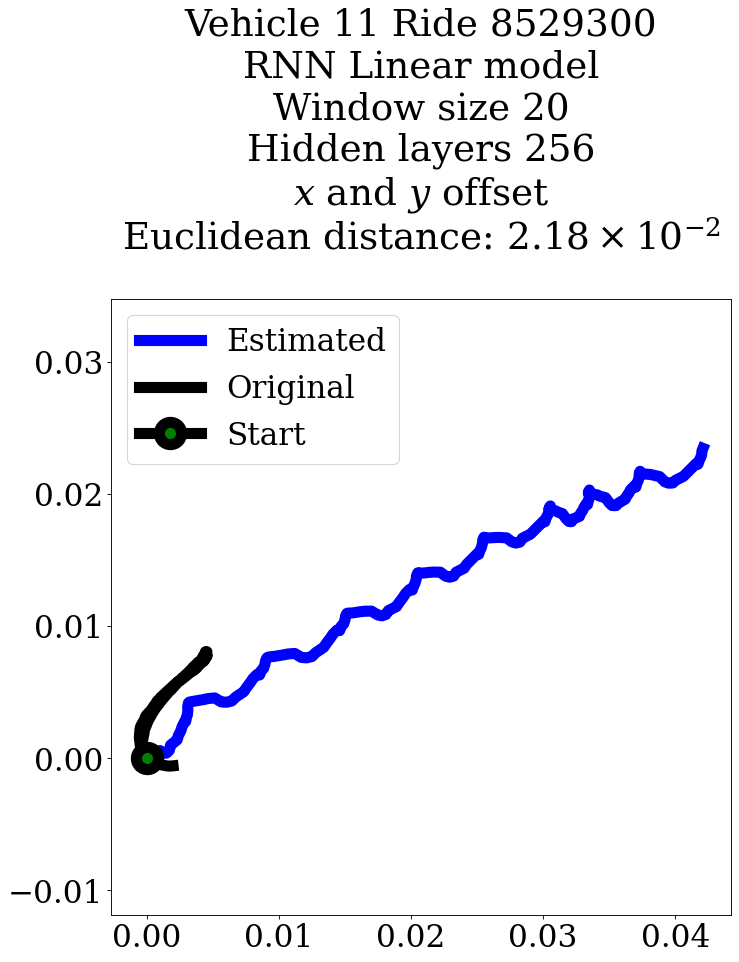 Vehicle 11 Ride 8529300
RNN Linear model
Window size 20
Hidden layers 256
x and y offset
Euclidean distance: 2.18 × 10⁻²
Estimated
Original
Start
0.03
0.02
0.01
0.00
−0.01
0.00 0.01 0.02 0.03 0.04